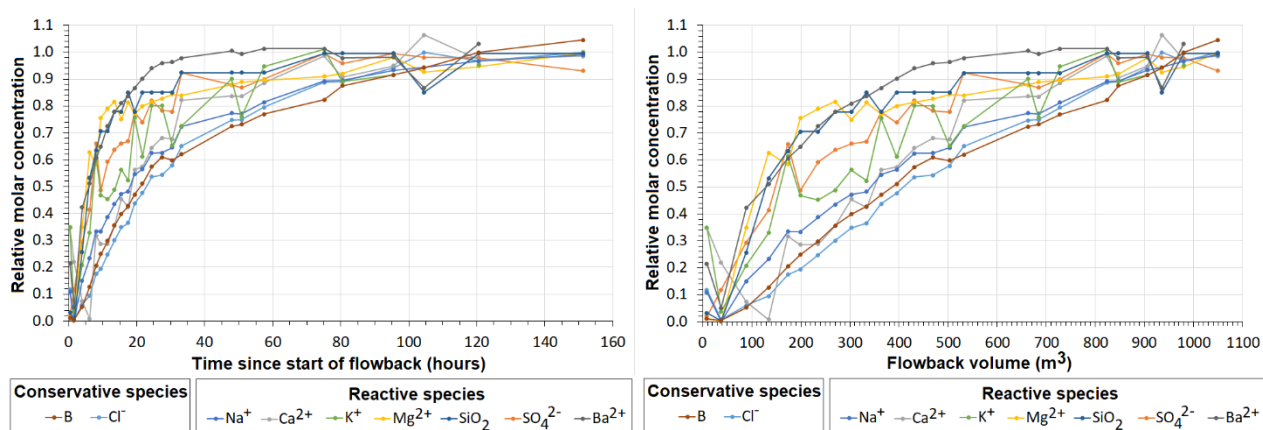 Relative molar concentration
1.1
1.0
0.9
0.8
0.7
0.6
0.5
0.4
0.3
0.2
0.1
0.0
0 20 40 60 80 100 120 140 160
Time since start of flowback (hours)
Conservative species
B Cl⁻
Reactive species
Na⁺ Ca²⁺ K⁺ Mg²⁺ SiO₂ SO₄²⁻ Ba²⁺
Relative molar concentration
1.1
1.0
0.9
0.8
0.7
0.6
0.5
0.4
0.3
0.2
0.1
0.0
0 100 200 300 400 500 600 700 800 900 1000 1100
Flowback volume (m³)
Conservative species
B Cl⁻
Reactive species
Na⁺ Ca²⁺ K⁺ Mg²⁺ SiO₂ SO₄²⁻ Ba²⁺